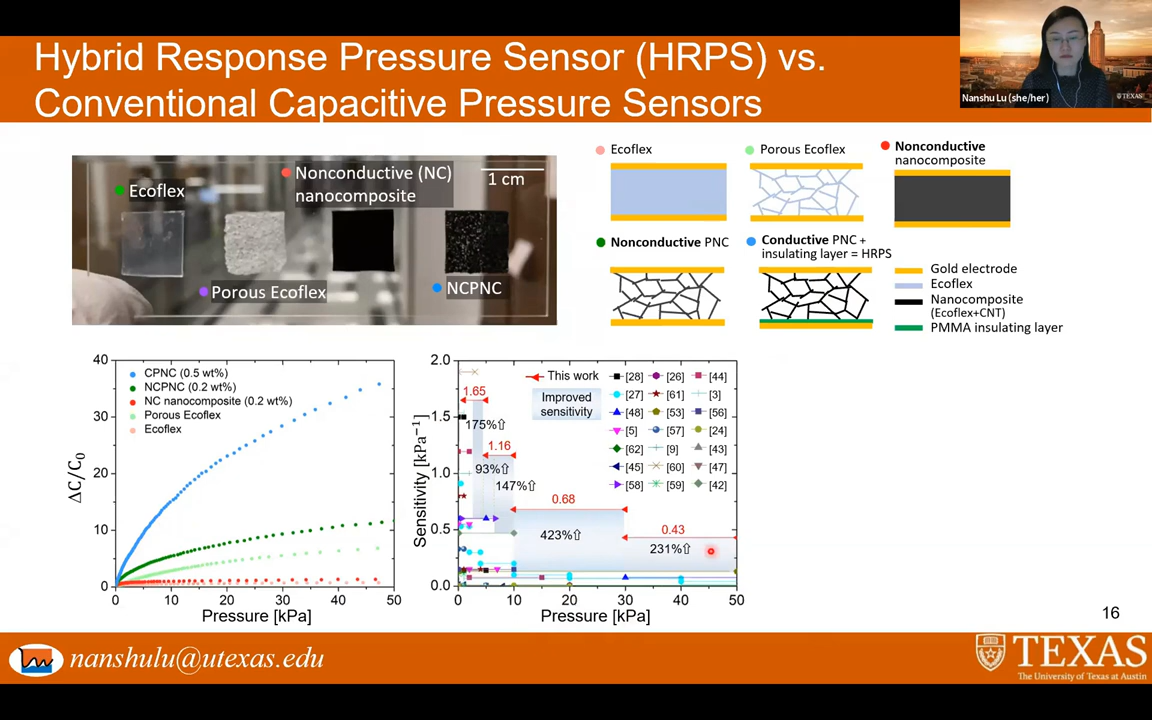 Hybrid Response Pressure Sensor (HRPS) vs.
Conventional Capacitive Pressure Sensors
Nanshu Lu (she/her)
TEXAS
Ecoflex
Nonconductive (NC)
nanocomposite
1 cm
Porous Ecoflex
NCPNC
Ecoflex
Porous Ecoflex
Nonconductive
nanocomposite
Nonconductive PNC
Conductive PNC +
insulating layer = HRPS
Gold electrode
Ecoflex
Nanocomposite
(Ecoflex+CNT)
PMMA insulating layer
40
30
20
10
0
ΔC/C0
CPNC (0.5 wt%)
NCPNC (0.2 wt%)
NC nanocomposite (0.2 wt%)
Porous Ecoflex
Ecoflex
0 10 20 30 40 50
Pressure [kPa]
2.0
1.5
1.0
0.5
0.0
Sensitivity [kPa⁻¹]
This work
Improved
sensitivity
[28] [26] [44]
[27] [61] [3]
[48] [53] [56]
[5] [57] [24]
[62] [9] [43]
[45] [60] [47]
[58] [59] [42]
1.65
175%⇧
1.16
93%⇧
147%⇧
0.68
423%⇧
0.43
231%⇧
0 10 20 30 40 50
Pressure [kPa]
16
nanshulu@utexas.edu
TEXAS
The University of Texas at Austin